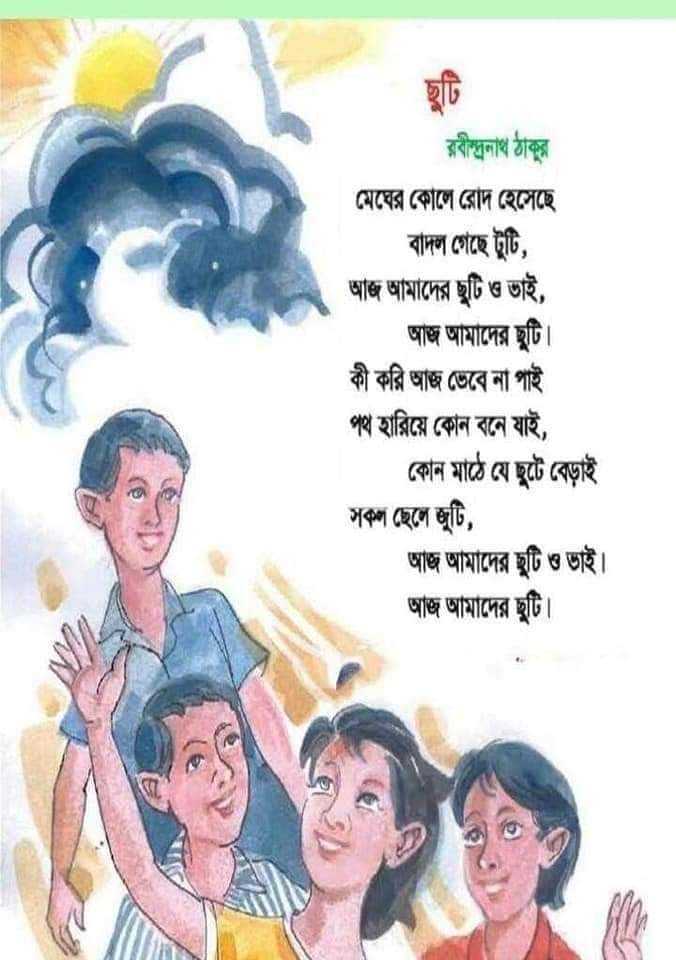 ছুটি
রবীন্দ্রনাথ ঠাকুর
মেঘের কোলে রোদ হেসেছে
বাদল গেছে টুটি,
আজ আমাদের ছুটি ও ভাই,
আজ আমাদের ছুটি।
কী করি আজ ভেবে না পাই
পথ হারিয়ে কোন বনে যাই,
কোন মাঠে যে ছুটে বেড়াই
সকল ছেলে জুটি,
আজ আমাদের ছুটি ও ভাই।
আজ আমাদের ছুটি।